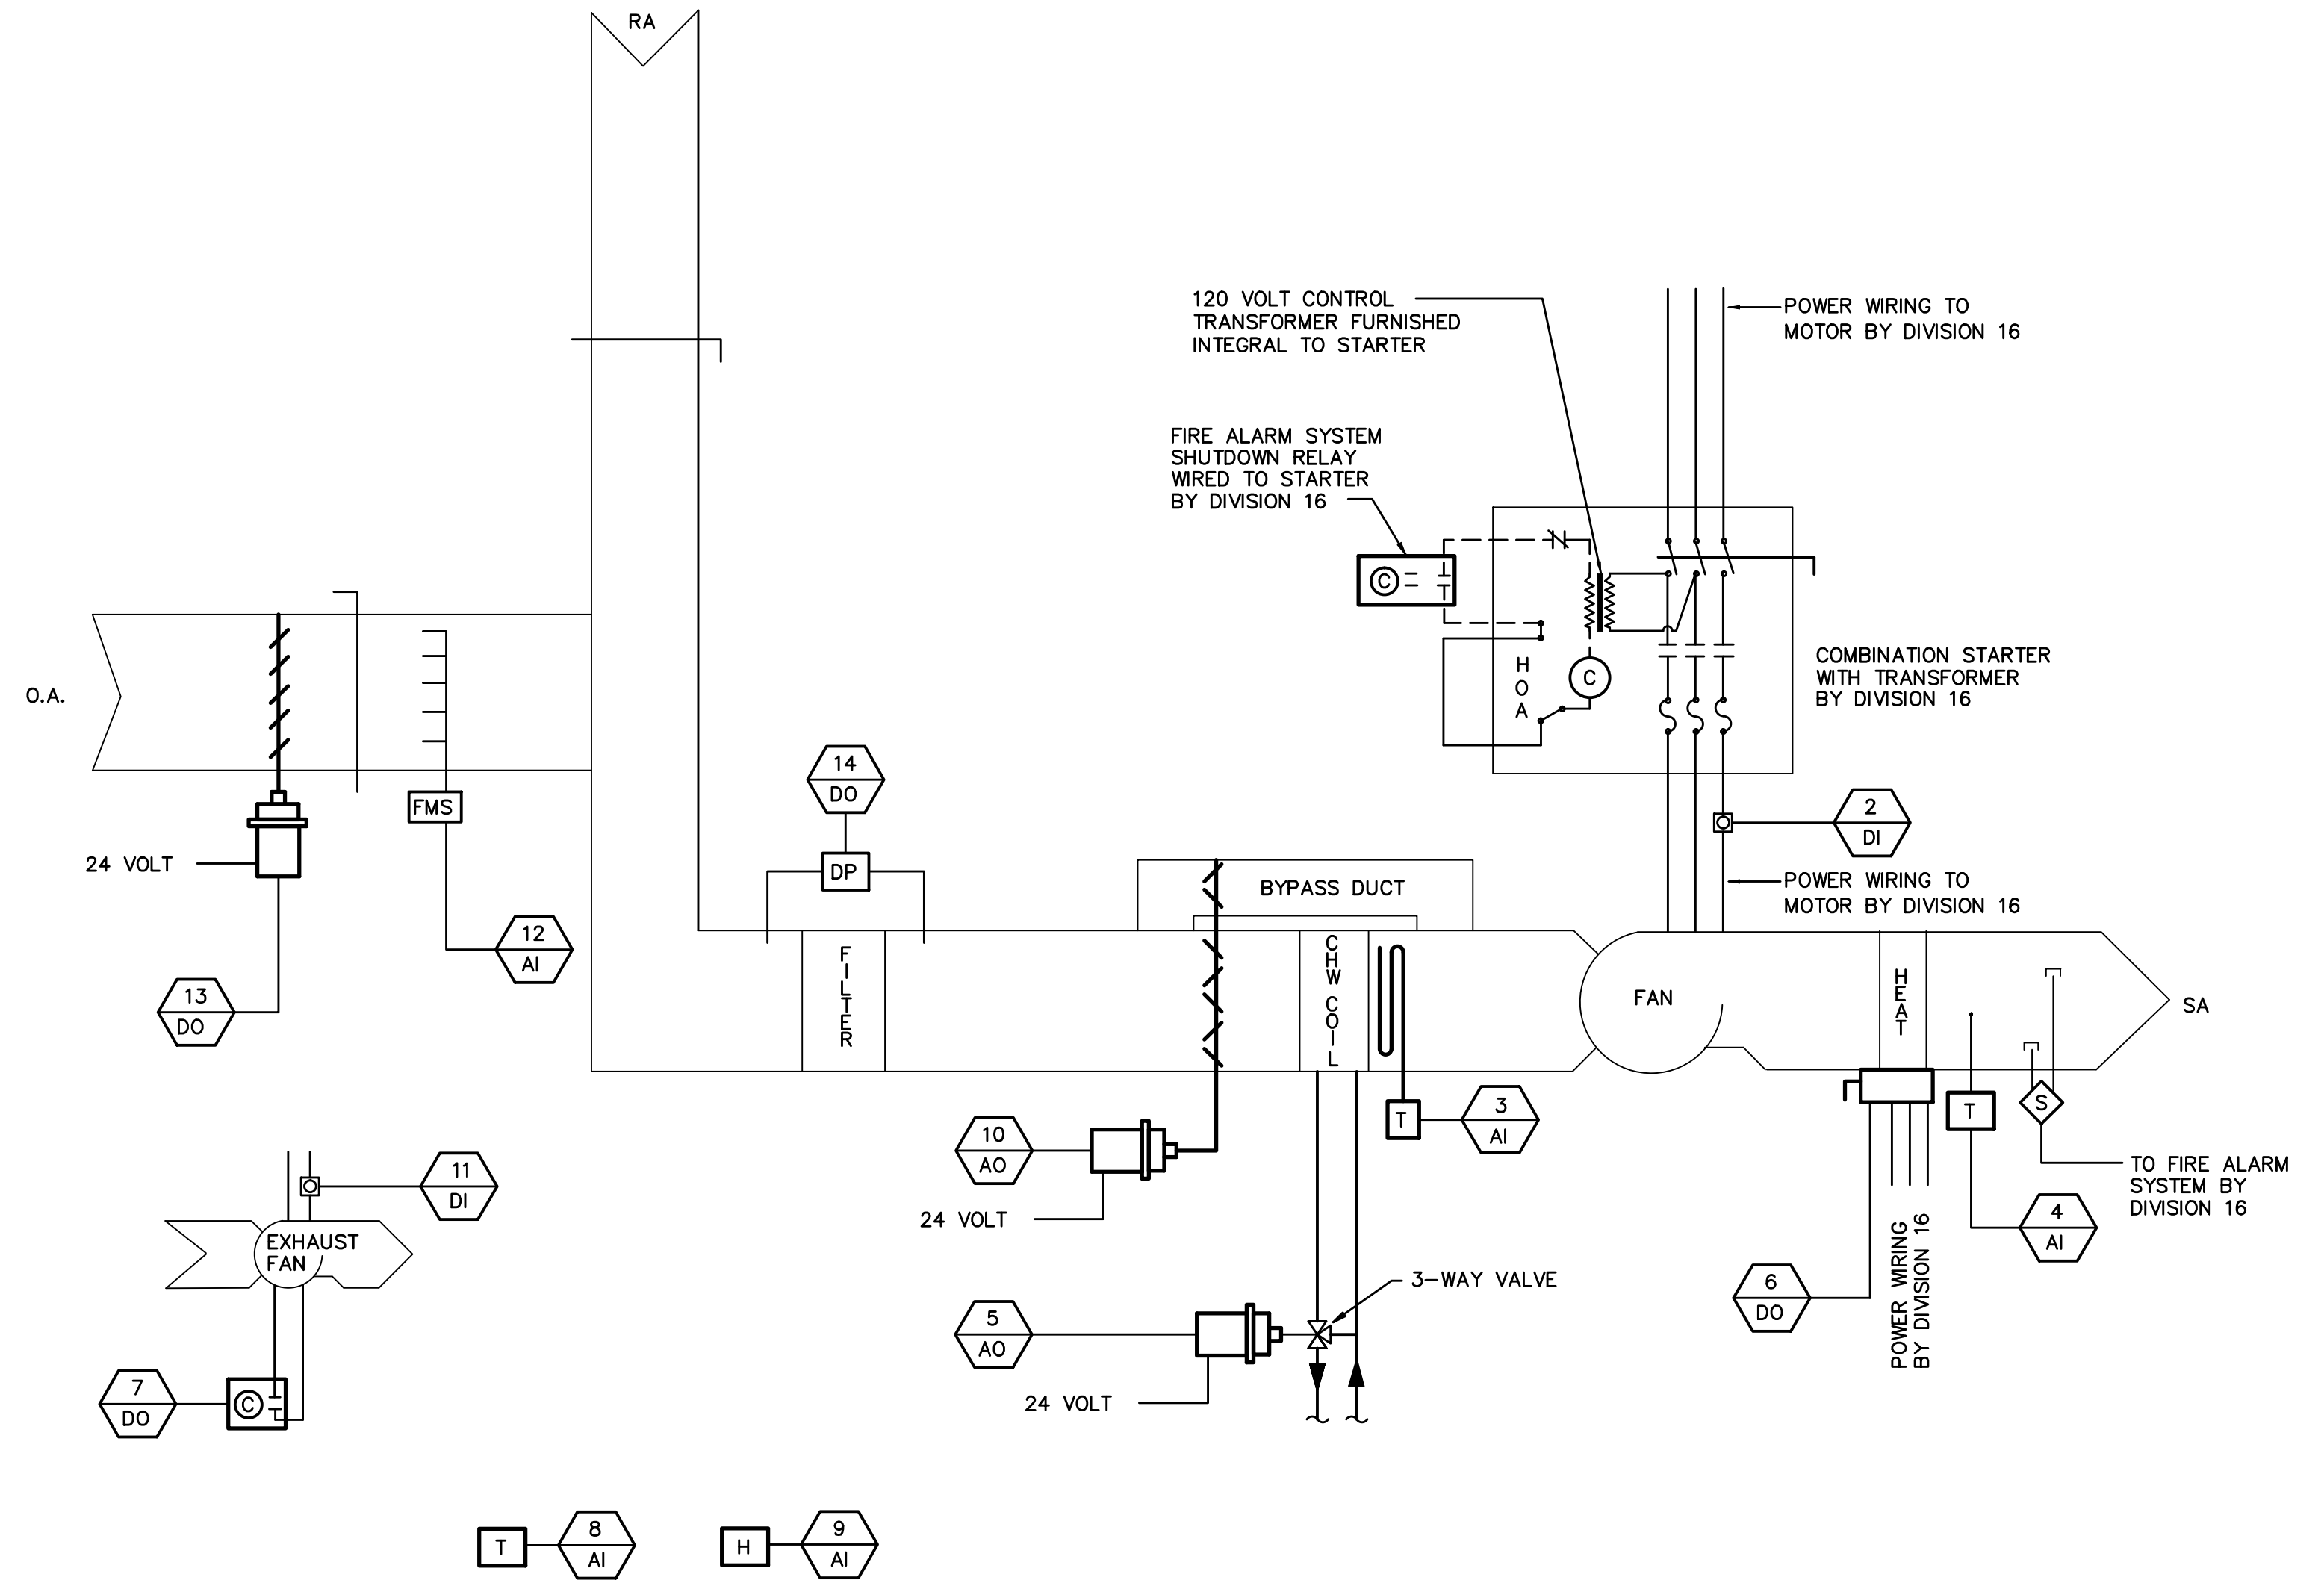 RA
120 VOLT CONTROL
TRANSFORMER FURNISHED
INTEGRAL TO STARTER
POWER WIRING TO
MOTOR BY DIVISION 16
FIRE ALARM SYSTEM
SHUTDOWN RELAY
WIRED TO STARTER
BY DIVISION 16
C
H
O
A
C
COMBINATION STARTER
WITH TRANSFORMER
BY DIVISION 16
O.A.
FMS
24 VOLT
12
AI
13
DO
14
DO
DP
FILTER
BYPASS DUCT
CHW COIL
2
DI
POWER WIRING TO
MOTOR BY DIVISION 16
FAN
HEAT
SA
T
3
AI
10
AO
24 VOLT
T
S
TO FIRE ALARM
SYSTEM BY
DIVISION 16
4
AI
6
DO
POWER WIRING
BY DIVISION 16
11
DI
EXHAUST
FAN
7
DO
C
3-WAY VALVE
5
AO
24 VOLT
T
8
AI
H
9
AI